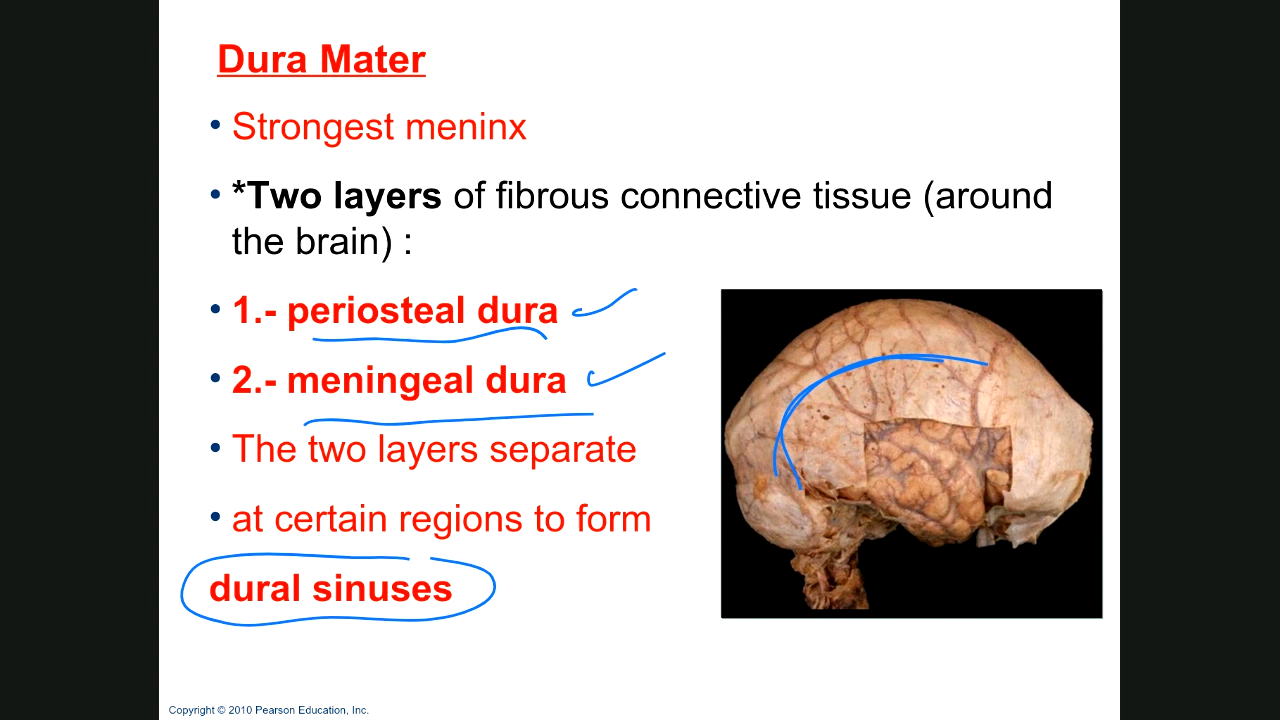 Dura Mater
• Strongest meninx
• *Two layers of fibrous connective tissue (around
the brain) :
• 1.- periosteal dura
• 2.- meningeal dura
• The two layers separate
• at certain regions to form
dural sinuses
Copyright © 2010 Pearson Education, Inc.